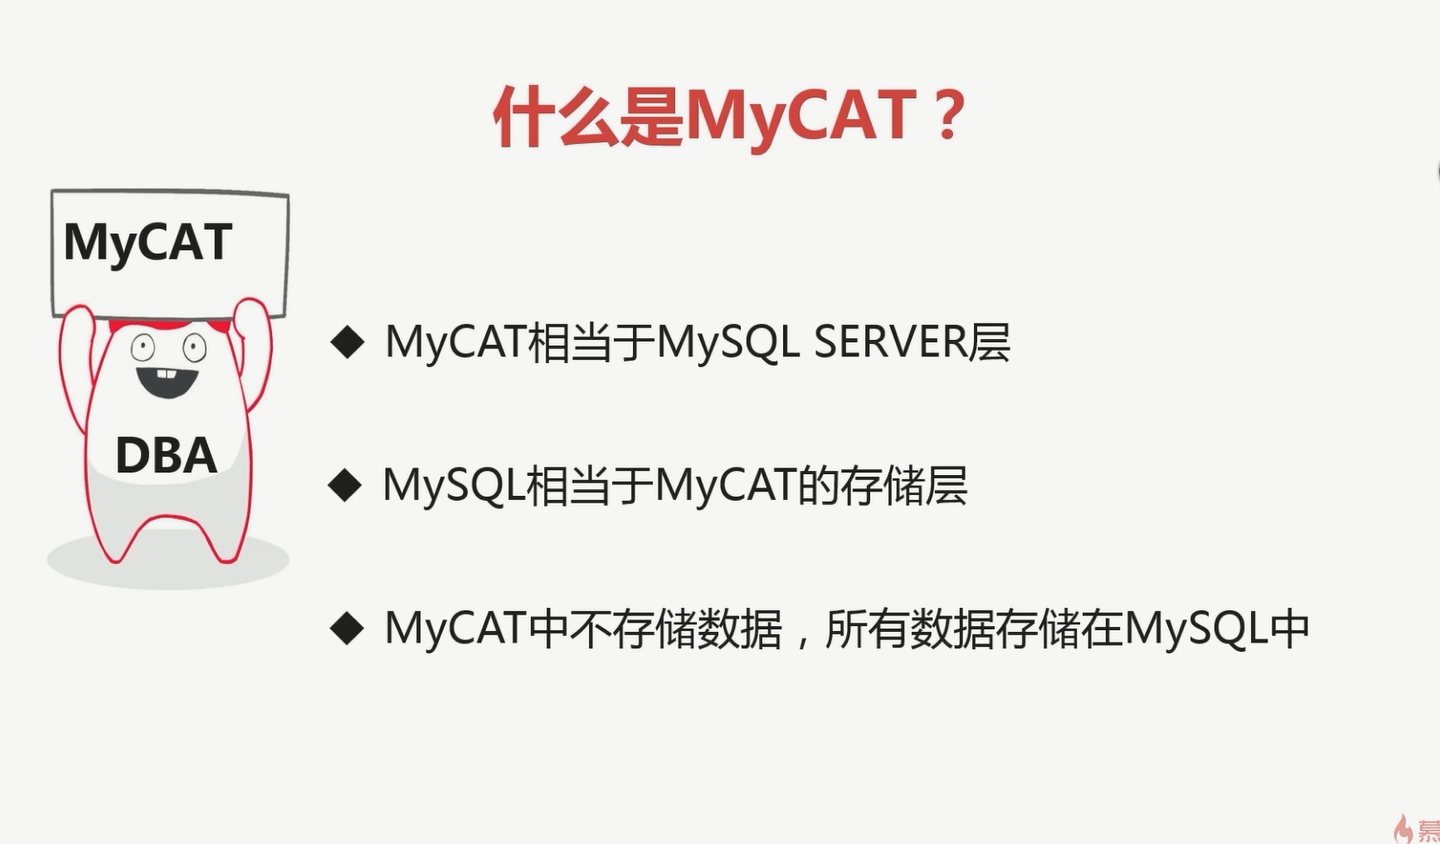 什么是MyCAT？
MyCAT
DBA
◆ MyCAT相当于MySQL SERVER层
◆ MySQL相当于MyCAT的存储层
◆ MyCAT中不存储数据，所有数据存储在MySQL中
慕